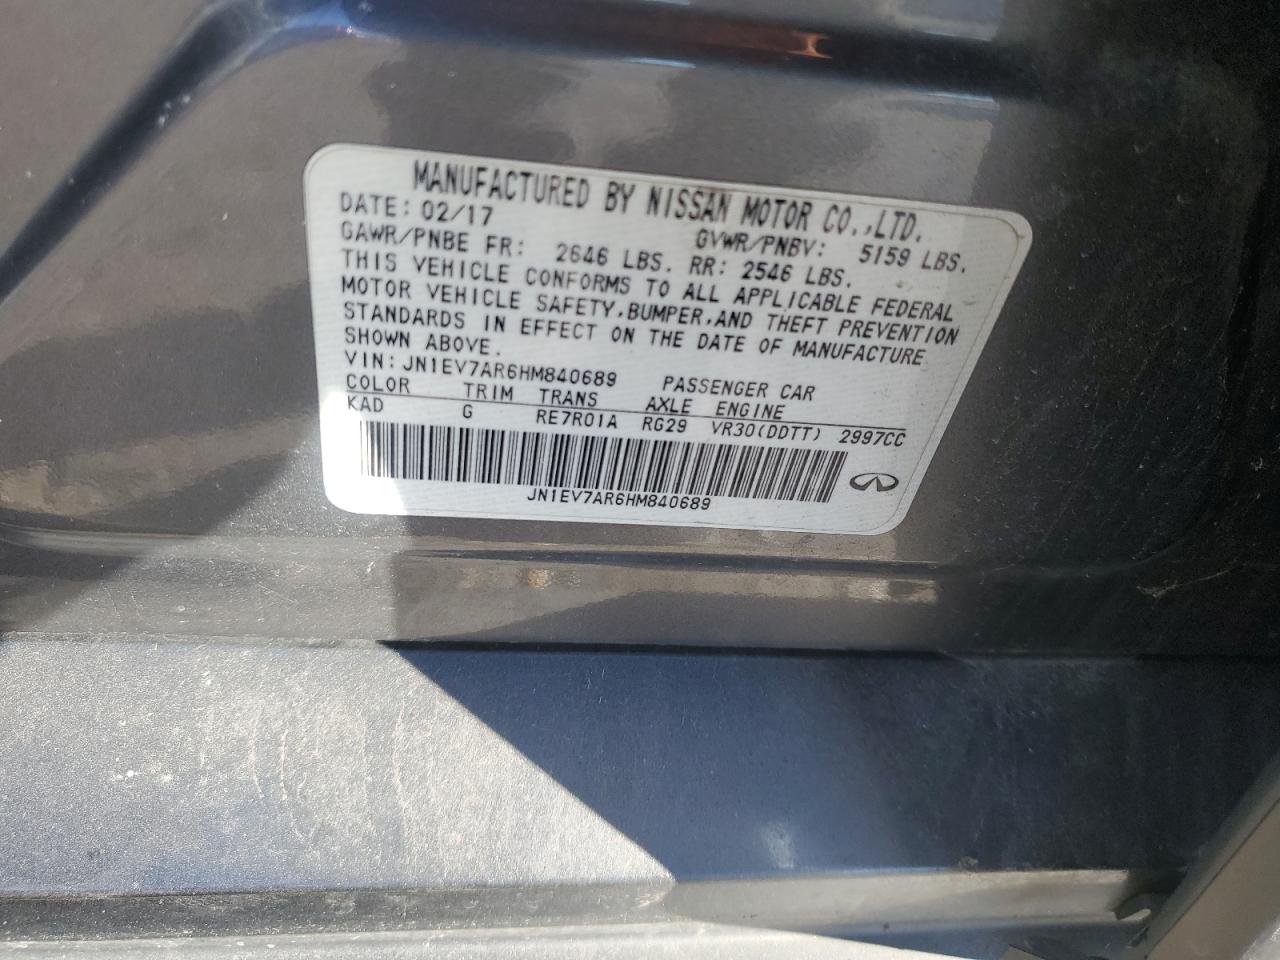 MANUFACTURED BY NISSAN MOTOR CO.,LTD.
DATE: 02/17 GVWR/PNBV: 5159 LBS.
GAWR/PNBE FR: 2646 LBS. RR: 2546 LBS.
THIS VEHICLE CONFORMS TO ALL APPLICABLE FEDERAL
MOTOR VEHICLE SAFETY,BUMPER,AND THEFT PREVENTION
STANDARDS IN EFFECT ON THE DATE OF MANUFACTURE
SHOWN ABOVE.
VIN: JN1EV7AR6HM840689 PASSENGER CAR
COLOR TRIM TRANS AXLE ENGINE
KAD G RE7R01A RG29 VR30(DDTT) 2997CC
JN1EV7AR6HM840689